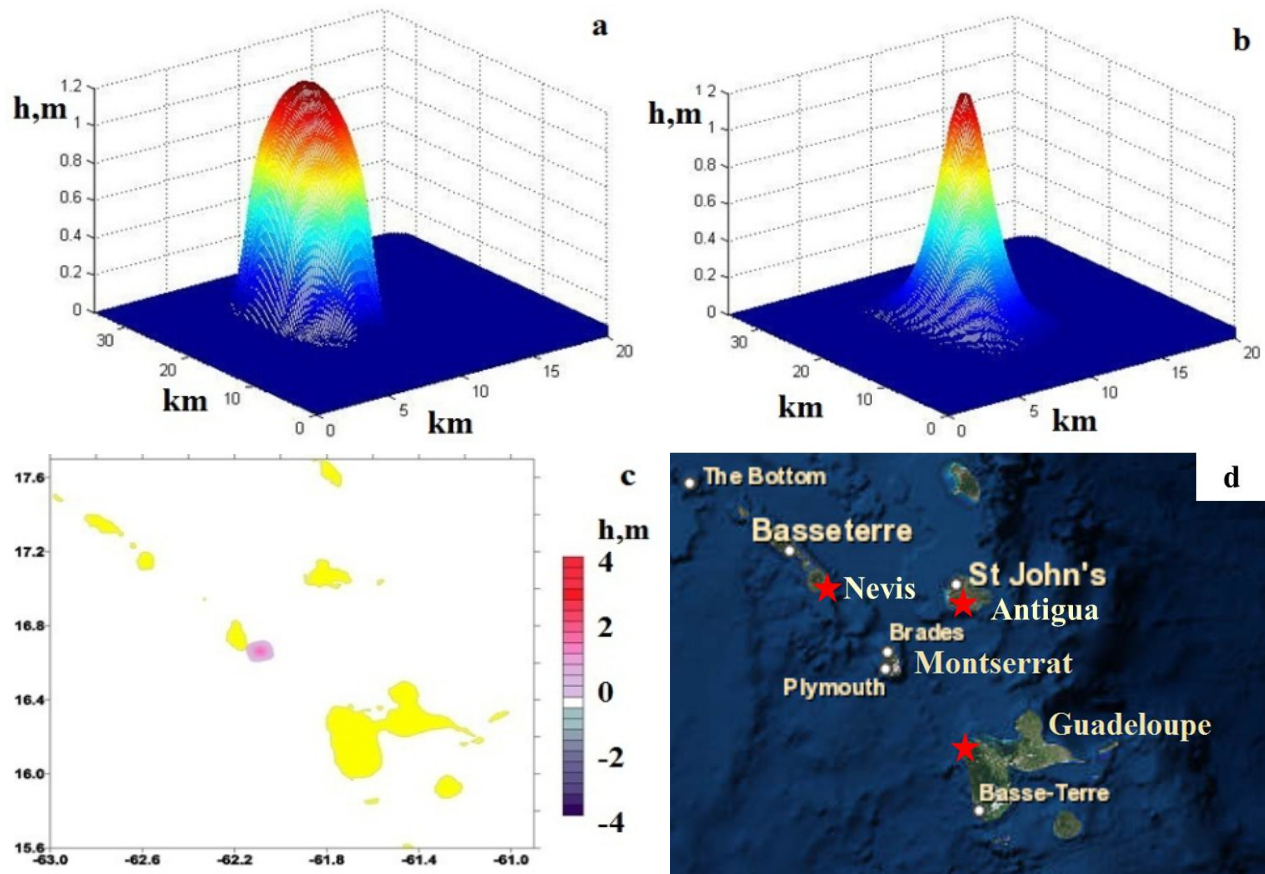 a
h,m
1.2
1
0.8
0.6
0.4
0.2
0
30
20
10
0
0
5
10
15
20
km
km
b
h,m
1.2
1
0.8
0.6
0.4
0.2
0
30
20
10
0
0
5
10
15
20
km
km
c
h,m
4
2
0
-2
-4
17.6
17.2
16.8
16.4
16.0
15.6
-63.0
-62.6
-62.2
-61.8
-61.4
-61.0
d
The Bottom
Basseterre
Nevis
St John's
Antigua
Brades
Montserrat
Plymouth
Guadeloupe
Basse-Terre